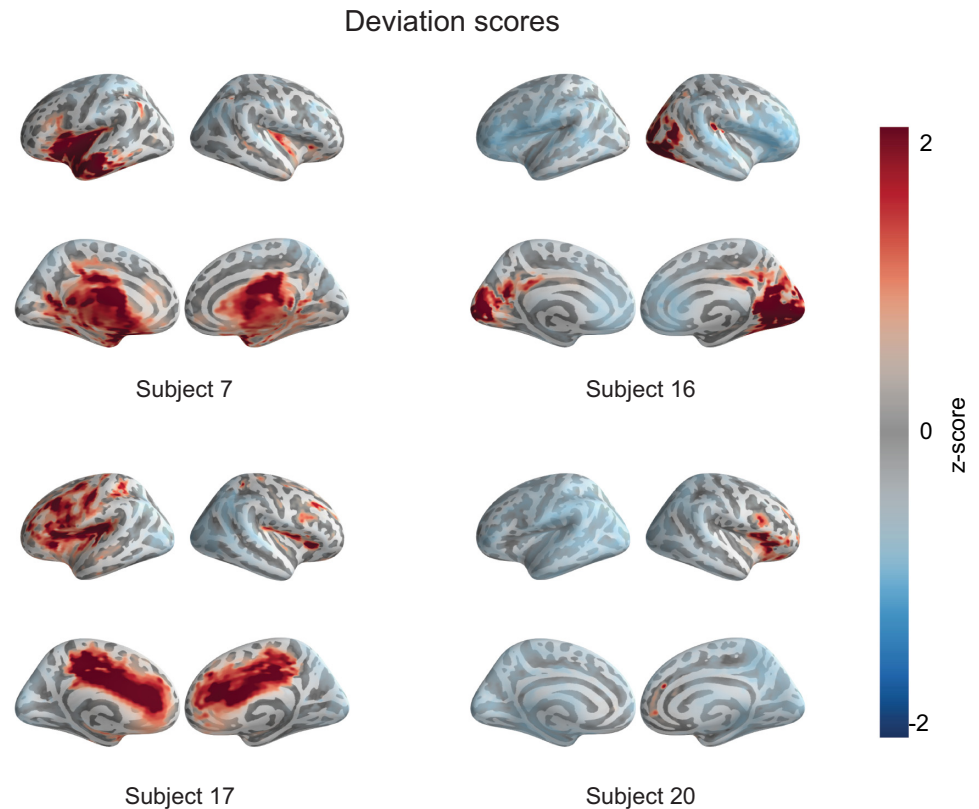 Deviation scores
Subject 7
Subject 16
Subject 17
Subject 20
2
0
-2
z-score